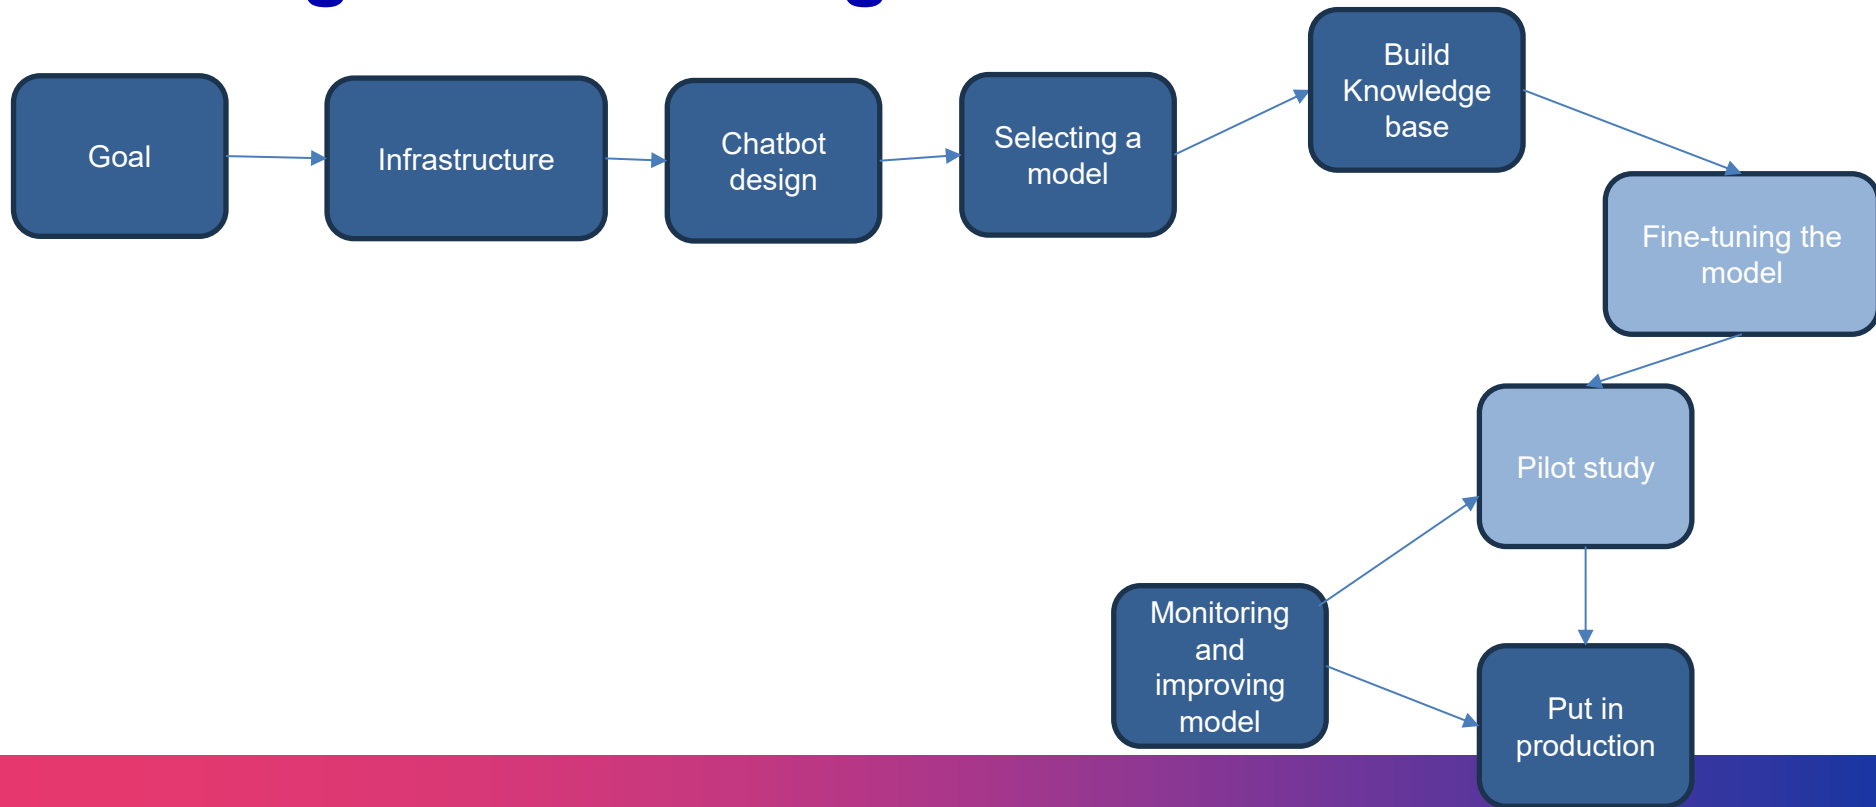 Goal
Infrastructure
Chatbot
design
Selecting a
model
Build
Knowledge
base
Fine-tuning the
model
Pilot study
Monitoring
and
improving
model
Put in
production